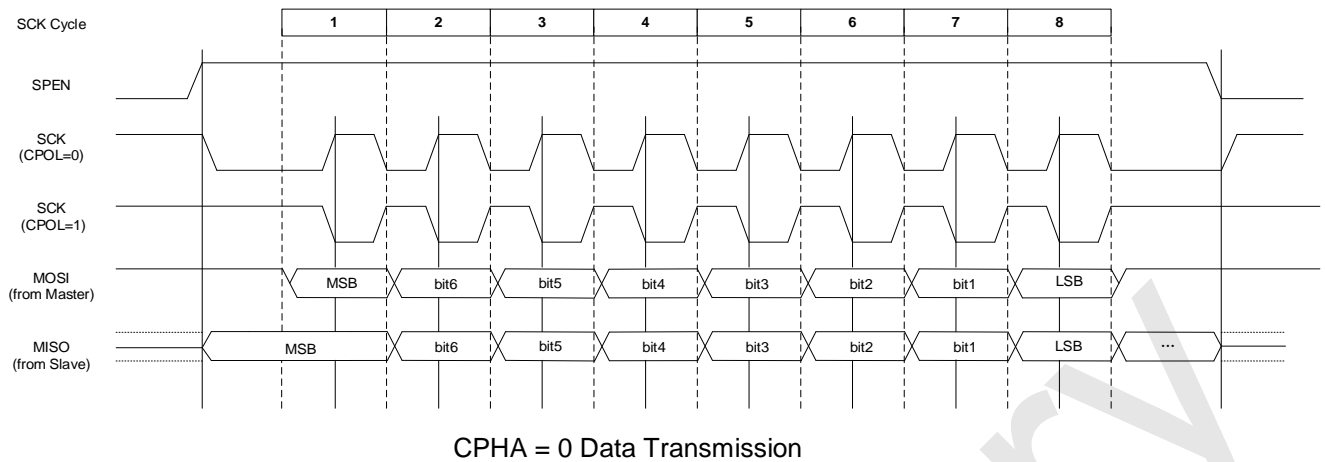 SCK Cycle 1 2 3 4 5 6 7 8
SPEN
SCK
(CPOL=0)
SCK
(CPOL=1)
MOSI
(from Master)
MSB bit6 bit5 bit4 bit3 bit2 bit1 LSB
MISO
(from Slave)
MSB bit6 bit5 bit4 bit3 bit2 bit1 LSB ...
CPHA = 0 Data Transmission